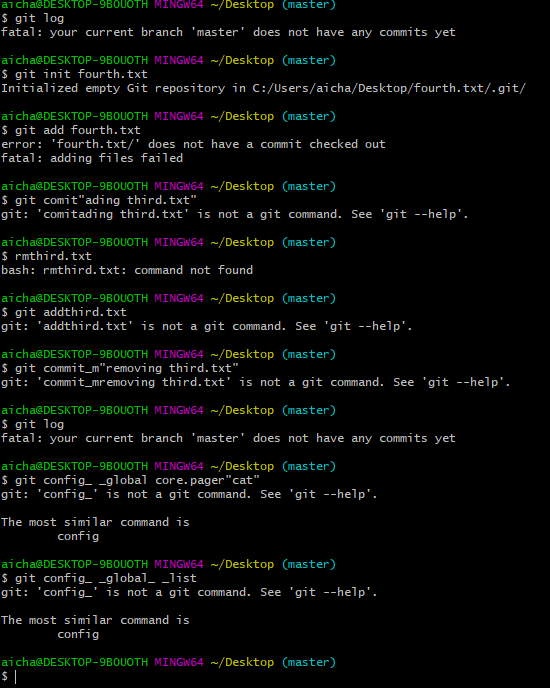 aicha@DESKTOP-9BOUOTH MINGW64 ~/Desktop (master)
$ git log
fatal: your current branch 'master' does not have any commits yet
aicha@DESKTOP-9BOUOTH MINGW64 ~/Desktop (master)
$ git init fourth.txt
Initialized empty Git repository in C:/Users/aicha/Desktop/fourth.txt/.git/
aicha@DESKTOP-9BOUOTH MINGW64 ~/Desktop (master)
$ git add fourth.txt
error: 'fourth.txt/' does not have a commit checked out
fatal: adding files failed
aicha@DESKTOP-9BOUOTH MINGW64 ~/Desktop (master)
$ git comit"ading third.txt"
git: 'comitading third.txt' is not a git command. See 'git --help'.
aicha@DESKTOP-9BOUOTH MINGW64 ~/Desktop (master)
$ rmthird.txt
bash: rmthird.txt: command not found
aicha@DESKTOP-9BOUOTH MINGW64 ~/Desktop (master)
$ git addthird.txt
git: 'addthird.txt' is not a git command. See 'git --help'.
aicha@DESKTOP-9BOUOTH MINGW64 ~/Desktop (master)
$ git commit_m"removing third.txt"
git: 'commit_mremoving third.txt' is not a git command. See 'git --help'.
aicha@DESKTOP-9BOUOTH MINGW64 ~/Desktop (master)
$ git log
fatal: your current branch 'master' does not have any commits yet
aicha@DESKTOP-9BOUOTH MINGW64 ~/Desktop (master)
$ git config_ _global core.pager"cat"
git: 'config_' is not a git command. See 'git --help'.
The most similar command is
config
aicha@DESKTOP-9BOUOTH MINGW64 ~/Desktop (master)
$ git config_ _global_ _list
git: 'config_' is not a git command. See 'git --help'.
The most similar command is
config
aicha@DESKTOP-9BOUOTH MINGW64 ~/Desktop (master)
$